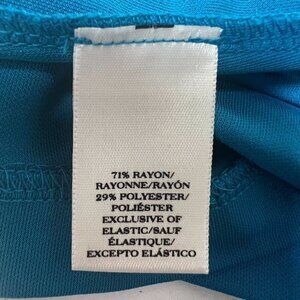 71% RAYON/
RAYONNE/RAYÓN
29% POLYESTER/
POLIÉSTER
EXCLUSIVE OF
ELASTIC/SAUF
ÉLASTIQUE/
EXCEPTO ELÁSTICO